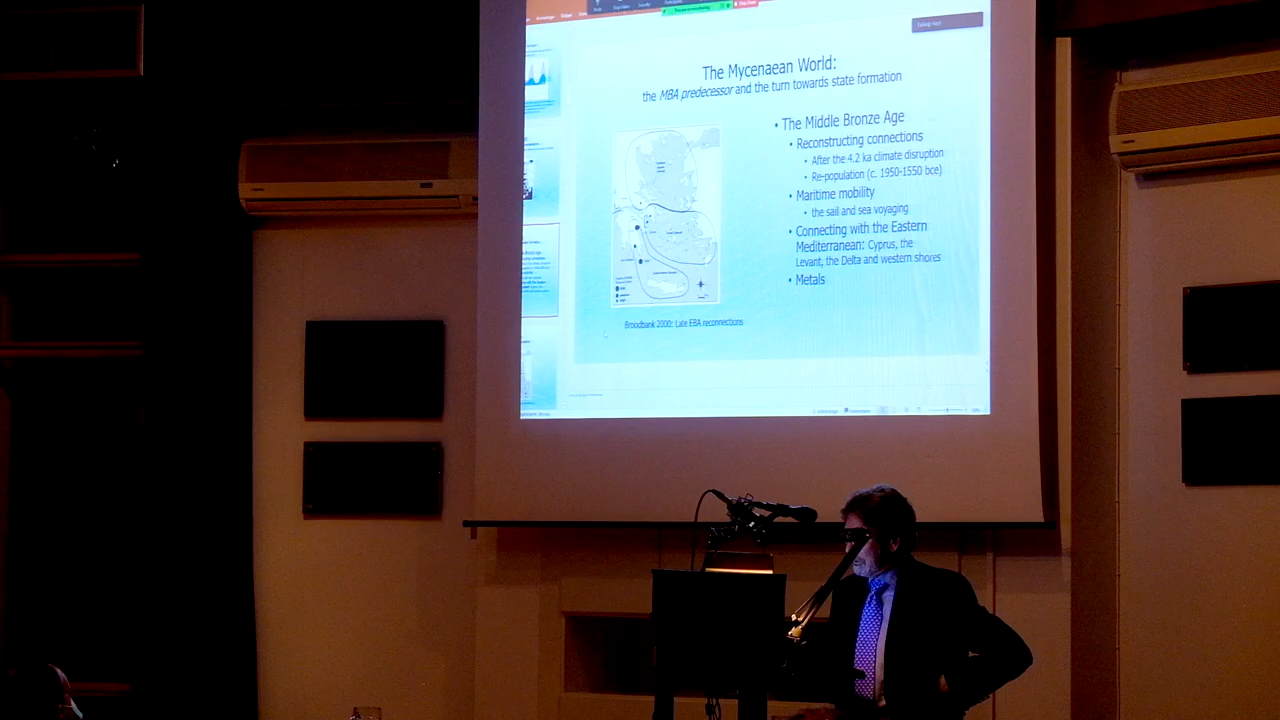 Talking:
The Mycenaean World:
the MBA predecessor and the turn towards state formation
• The Middle Bronze Age
• Reconstructing connections
• After the 4.2 ka climate disruption
• Re-population (c. 1950-1550 bce)
• Maritime mobility
• the sail and sea voyaging
• Connecting with the Eastern
Mediterranean: Cyprus, the
Levant, the Delta and western shores
• Metals
Broodbank 2000: Late EBA reconnections